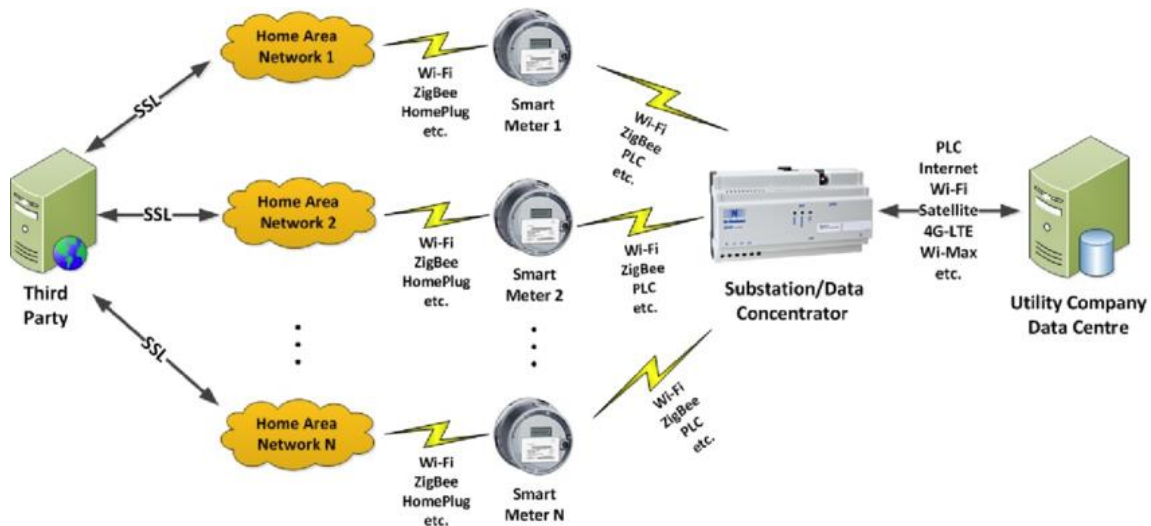 Home Area
Network 1
SSL
Wi-Fi
ZigBee
HomePlug
etc.
Smart
Meter 1
Wi-Fi
ZigBee
PLC
etc.
Third
Party
SSL
Home Area
Network 2
Wi-Fi
ZigBee
HomePlug
etc.
Smart
Meter 2
Wi-Fi
ZigBee
PLC
etc.
Substation/Data
Concentrator
PLC
Internet
Wi-Fi
Satellite
4G-LTE
Wi-Max
etc.
Utility Company
Data Centre
SSL
Home Area
Network N
Wi-Fi
ZigBee
HomePlug
etc.
Smart
Meter N
Wi-Fi
ZigBee
PLC
etc.